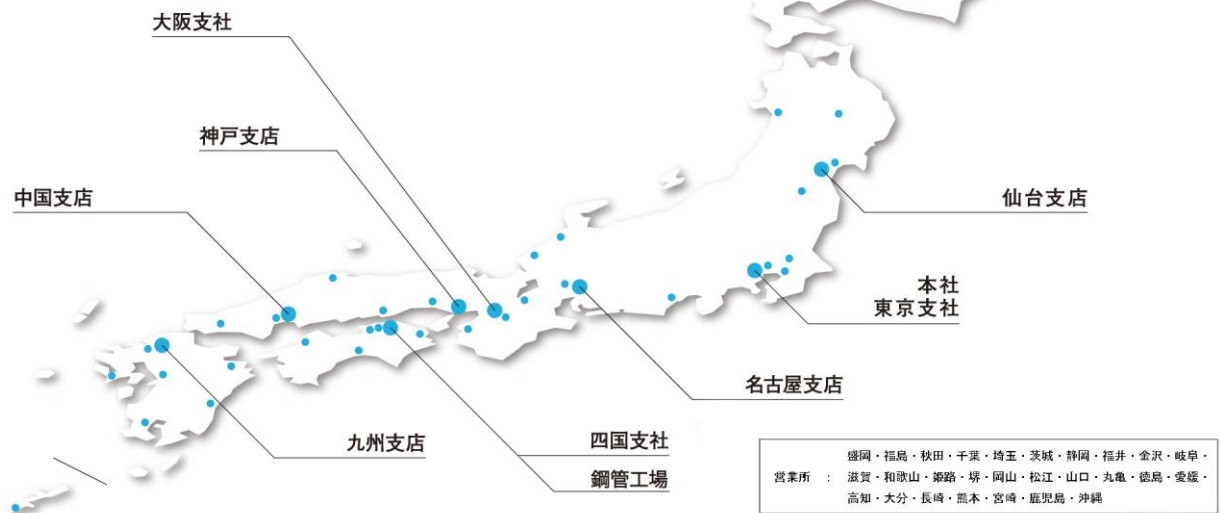 大阪支社
神戸支店
中国支店
仙台支店
本社
東京支社
名古屋支店
九州支店
四国支社
鋼管工場
盛岡・福島・秋田・千葉・埼玉・茨城・静岡・福井・金沢・岐阜・
営業所 : 滋賀・和歌山・姫路・堺・岡山・松江・山口・丸亀・徳島・愛媛・
高知・大分・長崎・熊本・宮崎・鹿児島・沖縄